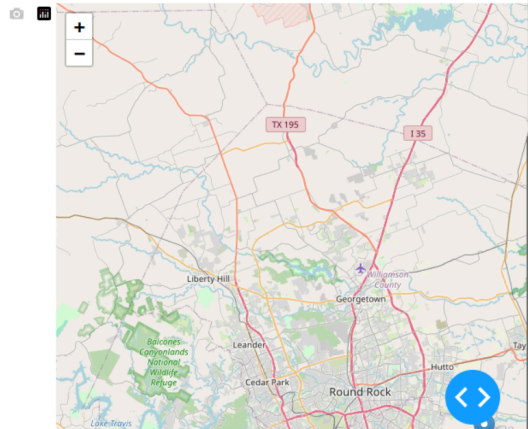 +
−
TX 195
I 35
Williamson
County
Liberty Hill
Georgetown
Leander
Balcones
Canyonlands
National
Wildlife
Refuge
Tay
Hutto
Cedar Park
Round Rock
Lake Travis
< >